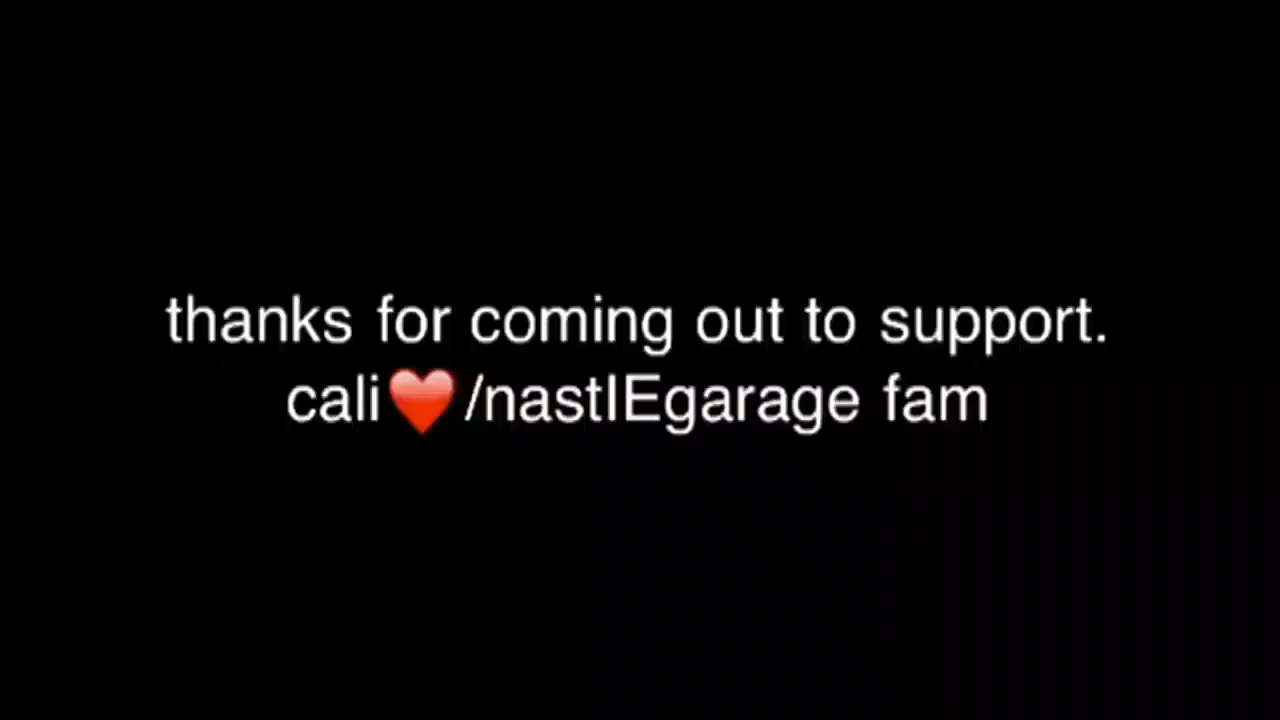 thanks for coming out to support.
cali❤️/nastIEgarage fam